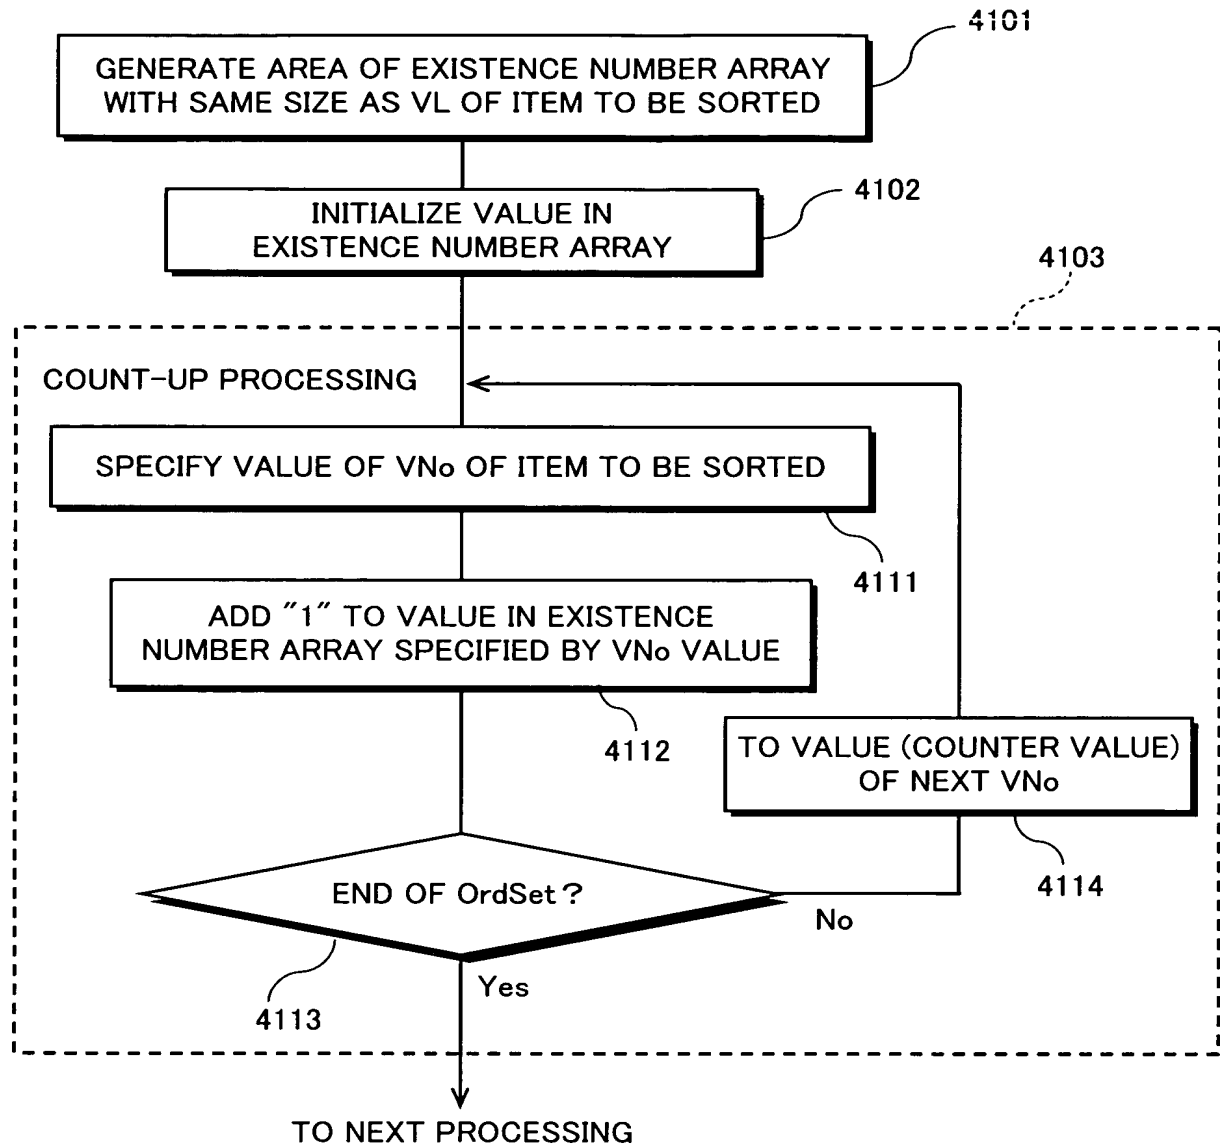 4101
GENERATE AREA OF EXISTENCE NUMBER ARRAY
WITH SAME SIZE AS VL OF ITEM TO BE SORTED
4102
INITIALIZE VALUE IN
EXISTENCE NUMBER ARRAY
4103
COUNT-UP PROCESSING
SPECIFY VALUE OF VNo OF ITEM TO BE SORTED
4111
ADD "1" TO VALUE IN EXISTENCE
NUMBER ARRAY SPECIFIED BY VNo VALUE
4112
TO VALUE (COUNTER VALUE)
OF NEXT VNo
4114
END OF OrdSet?
No
Yes
4113
TO NEXT PROCESSING